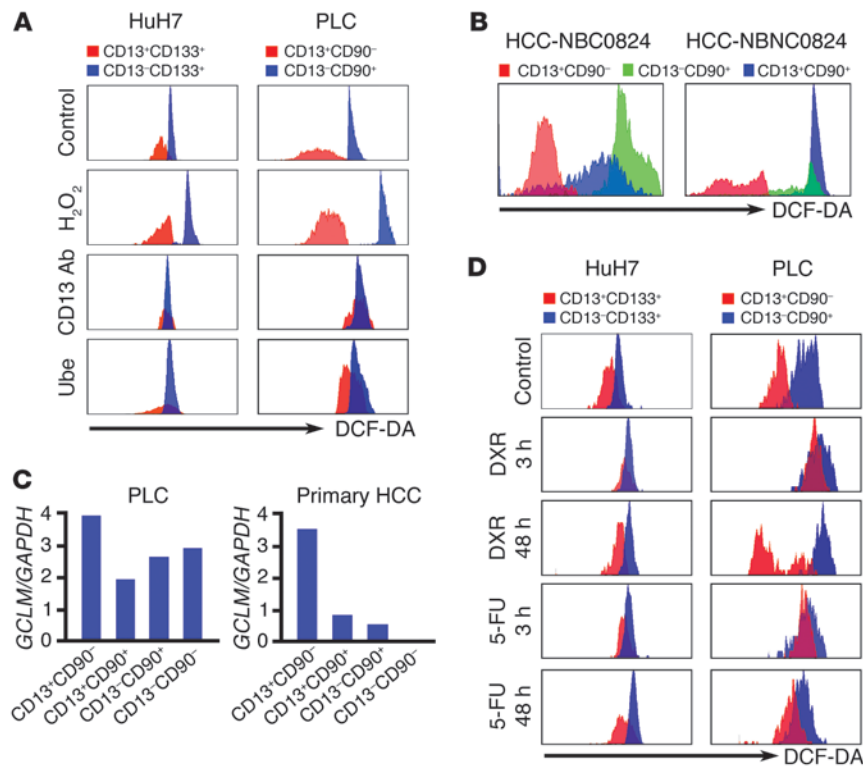 A
HuH7 PLC
CD13⁺CD133⁺ CD13⁺CD90⁻
CD13⁻CD133⁺ CD13⁻CD90⁺
Control
H₂O₂
CD13 Ab
Ube
DCF-DA
B
HCC-NBC0824 HCC-NBNC0824
CD13⁺CD90⁻ CD13⁻CD90⁺ CD13⁺CD90⁺
DCF-DA
C
PLC Primary HCC
GCLM/GAPDH GCLM/GAPDH
4 4
3 3
2 2
1 1
0 0
CD13⁺CD90⁻ CD13⁺CD90⁺ CD13⁻CD90⁺ CD13⁻CD90⁻
CD13⁺CD90⁻ CD13⁺CD90⁺ CD13⁻CD90⁺ CD13⁻CD90⁻
D
HuH7 PLC
CD13⁺CD133⁺ CD13⁺CD90⁻
CD13⁻CD133⁺ CD13⁻CD90⁺
Control
DXR
3 h
DXR
48 h
5-FU
3 h
5-FU
48 h
DCF-DA